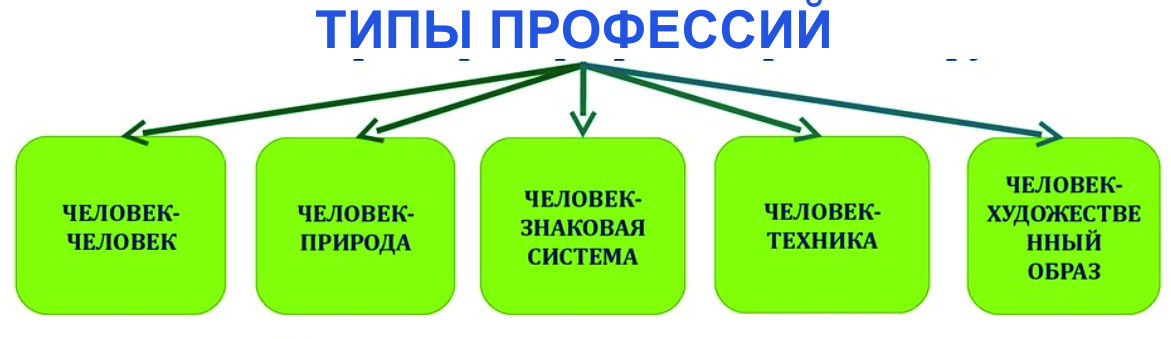 ТИПЫ ПРОФЕССИЙ
ЧЕЛОВЕК-
ЧЕЛОВЕК
ЧЕЛОВЕК-
ПРИРОДА
ЧЕЛОВЕК-
ЗНАКОВАЯ
СИСТЕМА
ЧЕЛОВЕК-
ТЕХНИКА
ЧЕЛОВЕК-
ХУДОЖЕСТВЕ
ННЫЙ
ОБРАЗ